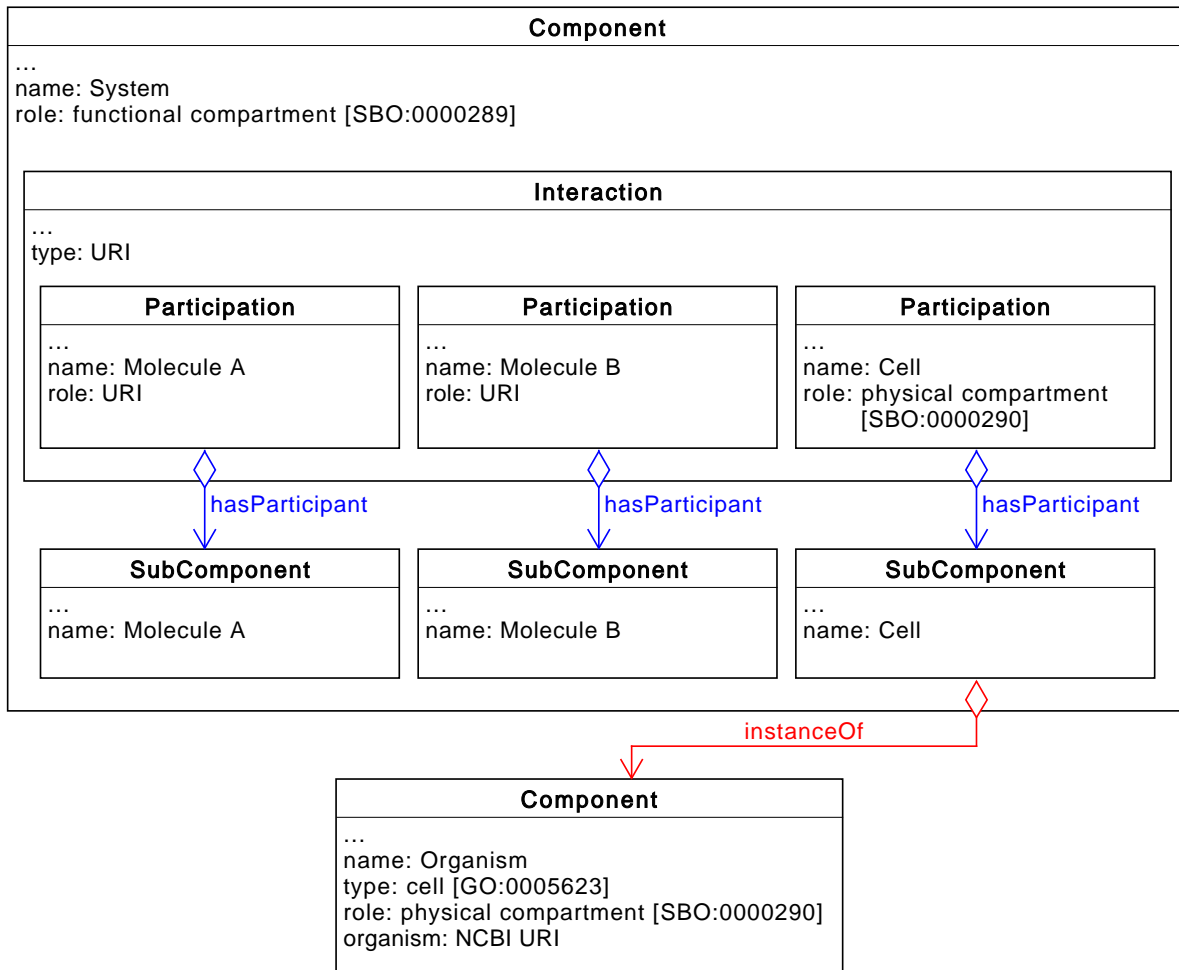 Component
...
name: System
role: functional compartment [SBO:0000289]
Interaction
...
type: URI
Participation
...
name: Molecule A
role: URI
Participation
...
name: Molecule B
role: URI
Participation
...
name: Cell
role: physical compartment
[SBO:0000290]
hasParticipant
hasParticipant
hasParticipant
SubComponent
...
name: Molecule A
SubComponent
...
name: Molecule B
SubComponent
...
name: Cell
instanceOf
Component
...
name: Organism
type: cell [GO:0005623]
role: physical compartment [SBO:0000290]
organism: NCBI URI